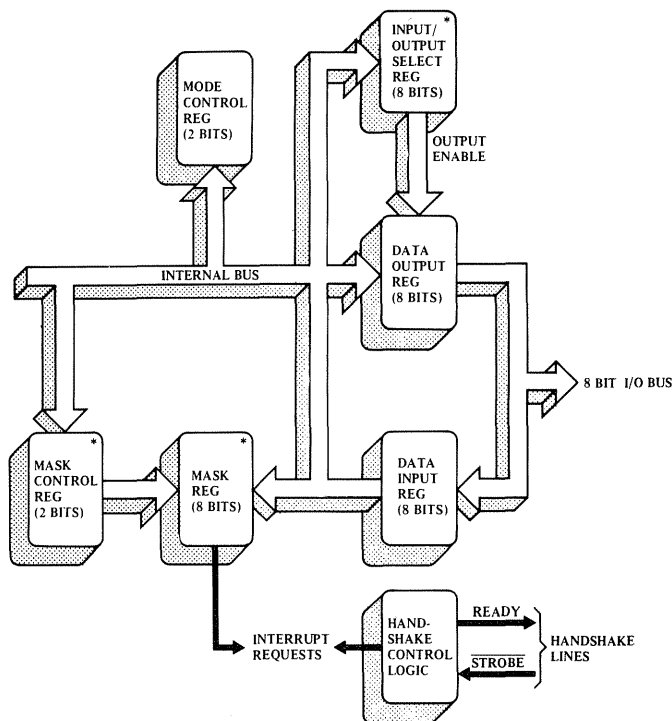 *
INPUT/
OUTPUT
SELECT
REG
(8 BITS)
MODE
CONTROL
REG
(2 BITS)
OUTPUT
ENABLE
INTERNAL BUS
DATA
OUTPUT
REG
(8 BITS)
8 BIT I/O BUS
*
MASK
CONTROL
REG
(2 BITS)
*
MASK
REG
(8 BITS)
DATA
INPUT
REG
(8 BITS)
INTERRUPT
REQUESTS
HAND-
SHAKE
CONTROL
LOGIC
READY
STROBE
HANDSHAKE
LINES